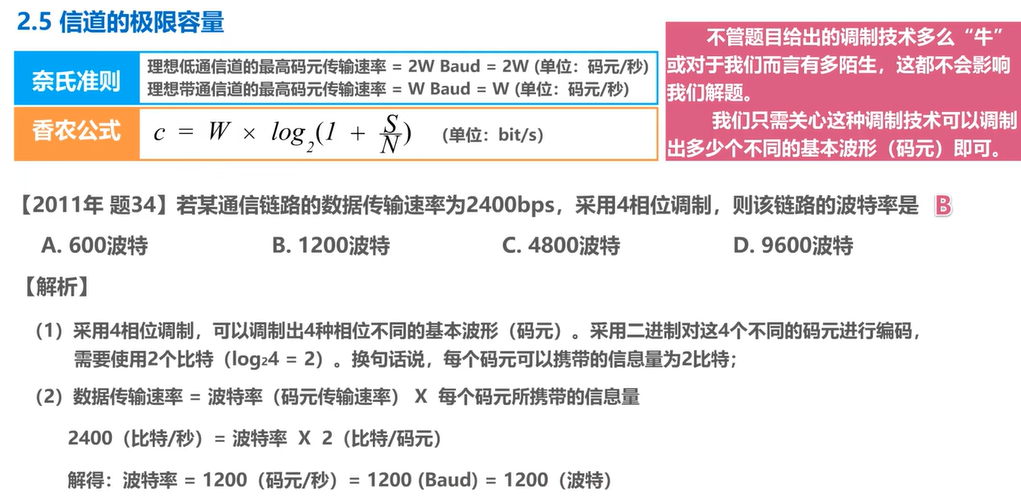 2.5 信道的极限容量
奈氏准则
理想低通信道的最高码元传输速率 = 2W Baud = 2W (单位：码元/秒)
理想带通信道的最高码元传输速率 = W Baud = W (单位：码元/秒)
香农公式
c = W × log₂(1 + S/N) (单位：bit/s)
不管题目给出的调制技术多么“牛”
或对于我们而言有多陌生，这都不会影响
我们解题。
我们只需关心这种调制技术可以调制
出多少个不同的基本波形（码元）即可。
【2011年 题34】若某通信链路的数据传输速率为2400bps，采用4相位调制，则该链路的波特率是 B
A. 600波特 B. 1200波特 C. 4800波特 D. 9600波特
【解析】
（1）采用4相位调制，可以调制出4种相位不同的基本波形（码元）。采用二进制对这4个不同的码元进行编码，
需要使用2个比特（log₂4 = 2）。换句话说，每个码元可以携带的信息量为2比特；
（2）数据传输速率 = 波特率（码元传输速率） X 每个码元所携带的信息量
2400（比特/秒）= 波特率 X 2（比特/码元）
解得：波特率 = 1200（码元/秒）= 1200 (Baud) = 1200（波特）